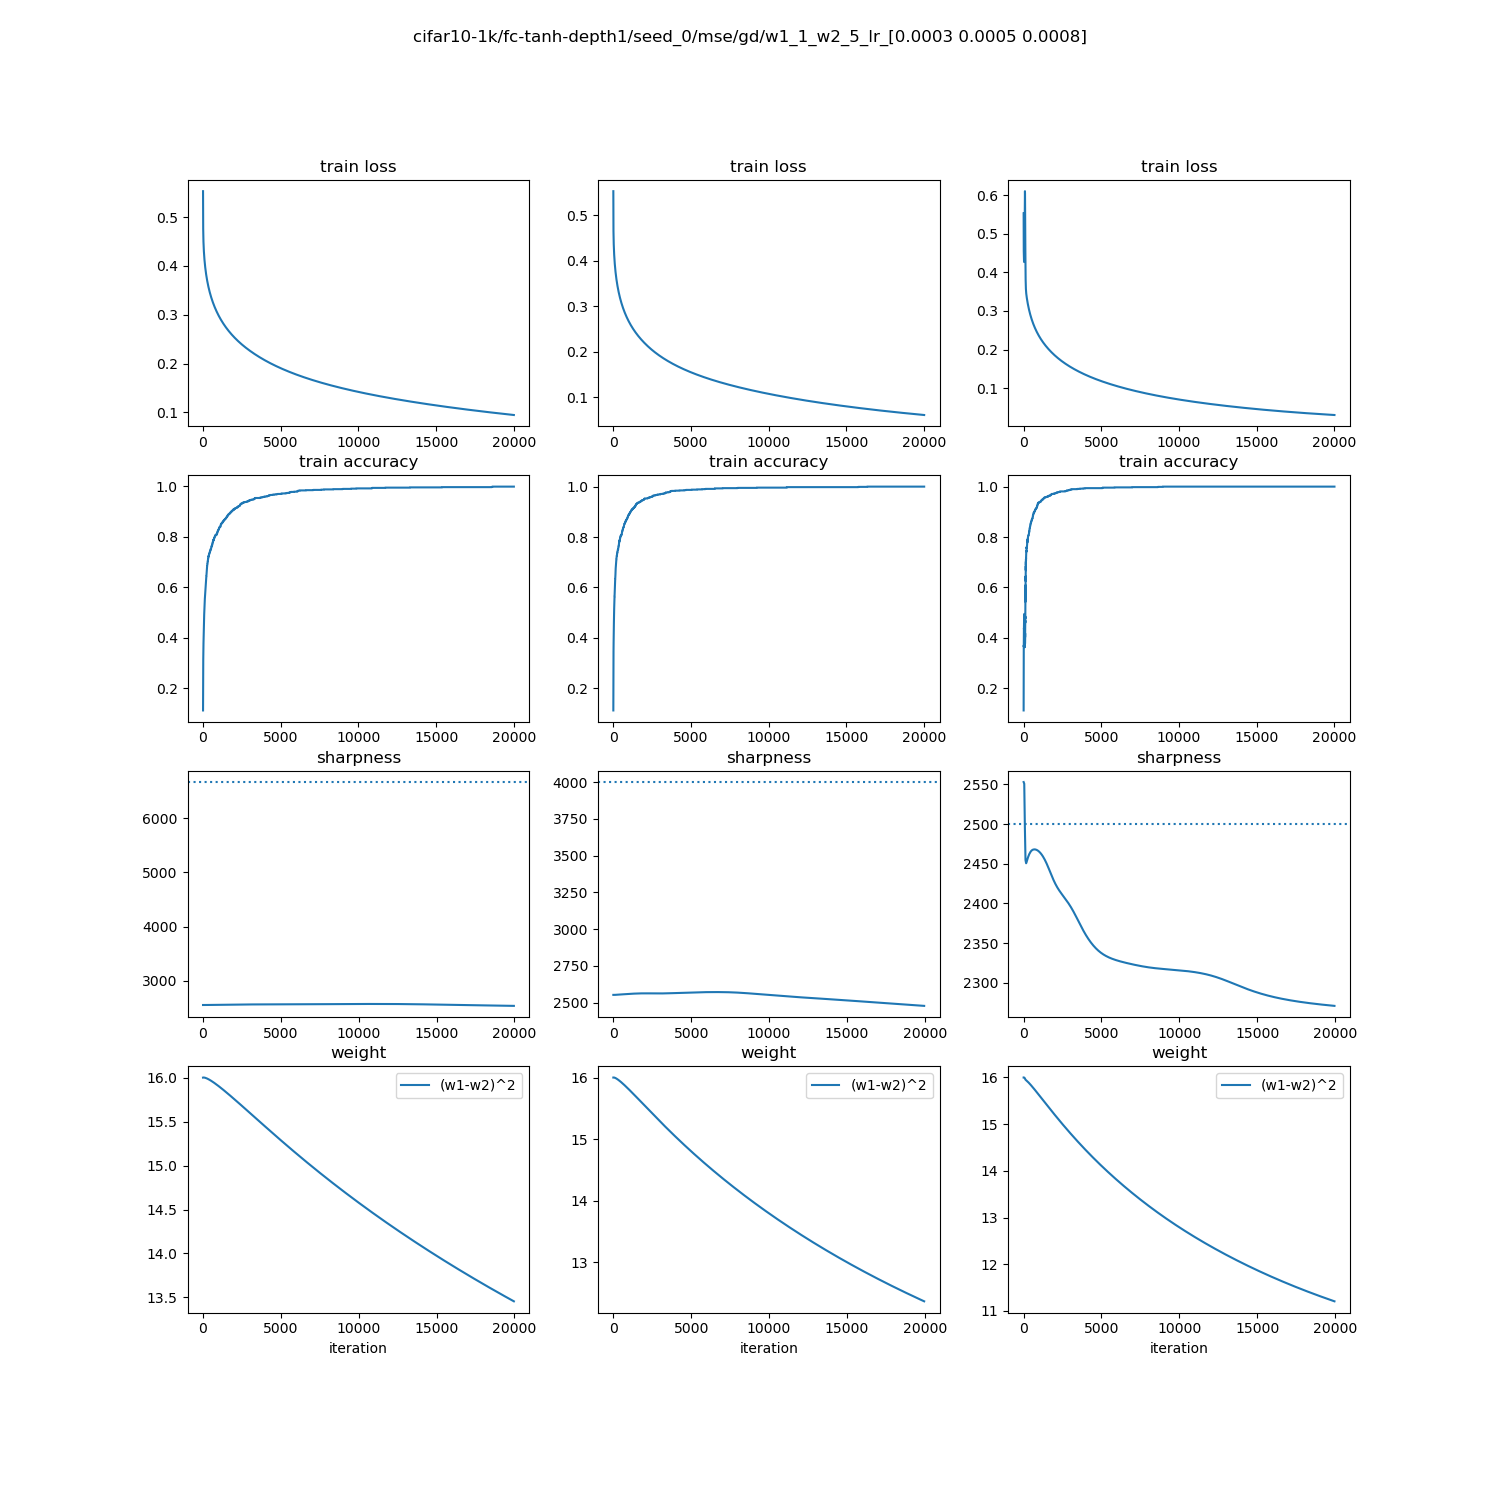 cifar10-1k/fc-tanh-depth1/seed_0/mse/gd/w1_1_w2_5_lr_[0.0003 0.0005 0.0008]
train loss train loss train loss
0.5
0.4
0.3
0.2
0.1
0 5000 10000 15000 20000
0.5
0.4
0.3
0.2
0.1
0 5000 10000 15000 20000
0.6
0.5
0.4
0.3
0.2
0.1
0 5000 10000 15000 20000
train accuracy train accuracy train accuracy
1.0
0.8
0.6
0.4
0.2
0 5000 10000 15000 20000
1.0
0.8
0.6
0.4
0.2
0 5000 10000 15000 20000
1.0
0.8
0.6
0.4
0.2
0 5000 10000 15000 20000
sharpness sharpness sharpness
6000
5000
4000
3000
0 5000 10000 15000 20000
4000
3750
3500
3250
3000
2750
2500
0 5000 10000 15000 20000
2550
2500
2450
2400
2350
2300
0 5000 10000 15000 20000
weight weight weight
(w1-w2)^2
16.0
15.5
15.0
14.5
14.0
13.5
0 5000 10000 15000 20000
iteration
(w1-w2)^2
16
15
14
13
0 5000 10000 15000 20000
iteration
(w1-w2)^2
16
15
14
13
12
11
0 5000 10000 15000 20000
iteration